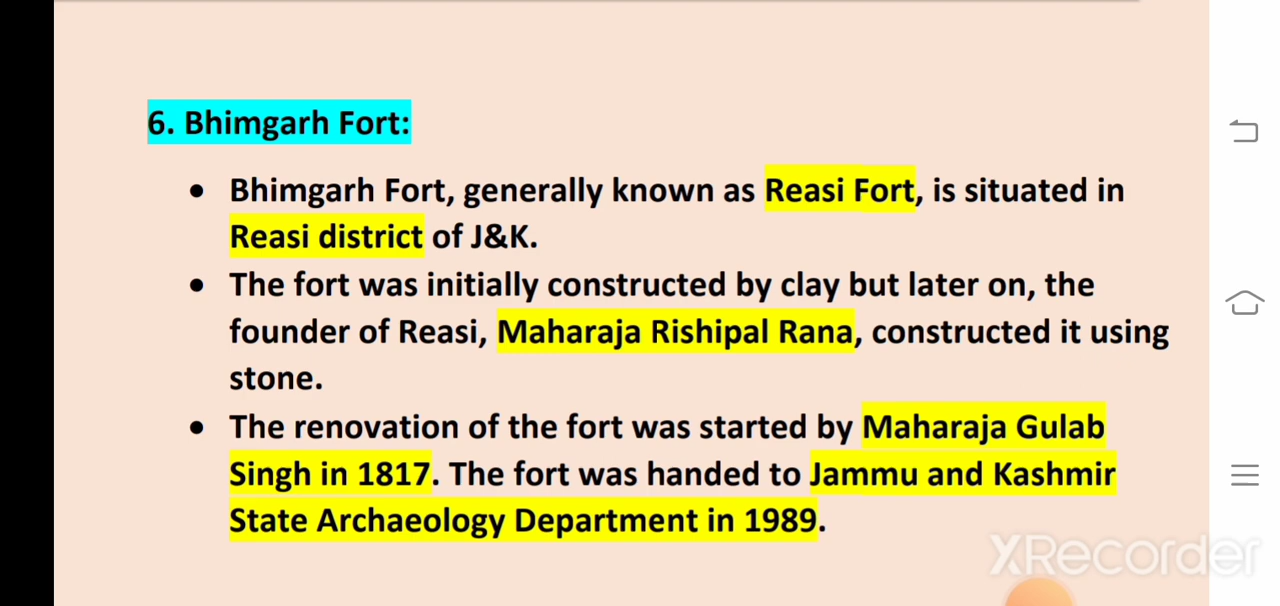 6. Bhimgarh Fort:
• Bhimgarh Fort, generally known as Reasi Fort, is situated in
Reasi district of J&K.
• The fort was initially constructed by clay but later on, the
founder of Reasi, Maharaja Rishipal Rana, constructed it using
stone.
• The renovation of the fort was started by Maharaja Gulab
Singh in 1817. The fort was handed to Jammu and Kashmir
State Archaeology Department in 1989.
XRecorder